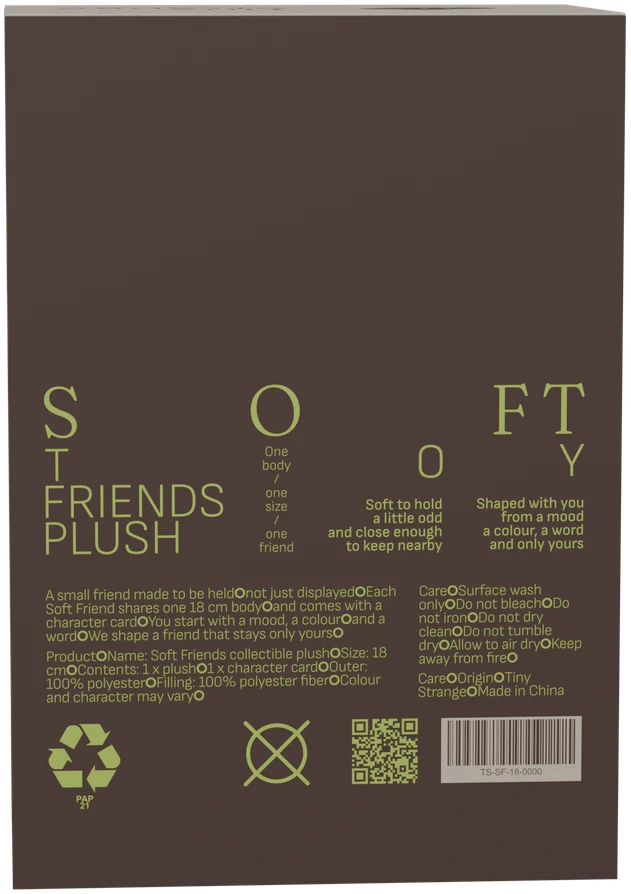 S O FT
T O Y
FRIENDS
PLUSH
One
body
/
one
size
/
one
friend
Soft to hold
a little odd
and close enough
to keep nearby
Shaped with you
from a mood
a colour, a word
and only yours
A small friend made to be heldOnot just displayedOEach
Soft Friend shares one 18 cm bodyOand comes with a
character cardOYou start with a mood, a colourOand a
wordOWe shape a friend that stays only yoursO
ProductOName: Soft Friends collectible plushOSize: 18
cmOContents: 1 x plushO1 x character cardOOuter:
100% polyesterOFilling: 100% polyester fiberOColour
and character may varyO
CareOSurface wash
onlyODo not bleachODo
not ironODo not dry
cleanODo not tumble
dryOAllow to air dryOKeep
away from fireO
CareOOriginOTiny
StrangeOMade in China
PAP
21
TS-SF-18-0000